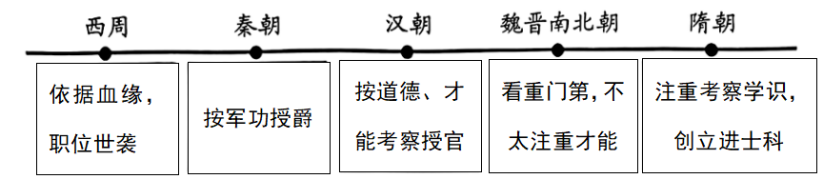 西周 秦朝 汉朝 魏晋南北朝 隋朝
依据血缘，
职位世袭
按军功授爵
按道德、才
能考察授官
看重门第，不
太注重才能
注重考察学识，
创立进士科